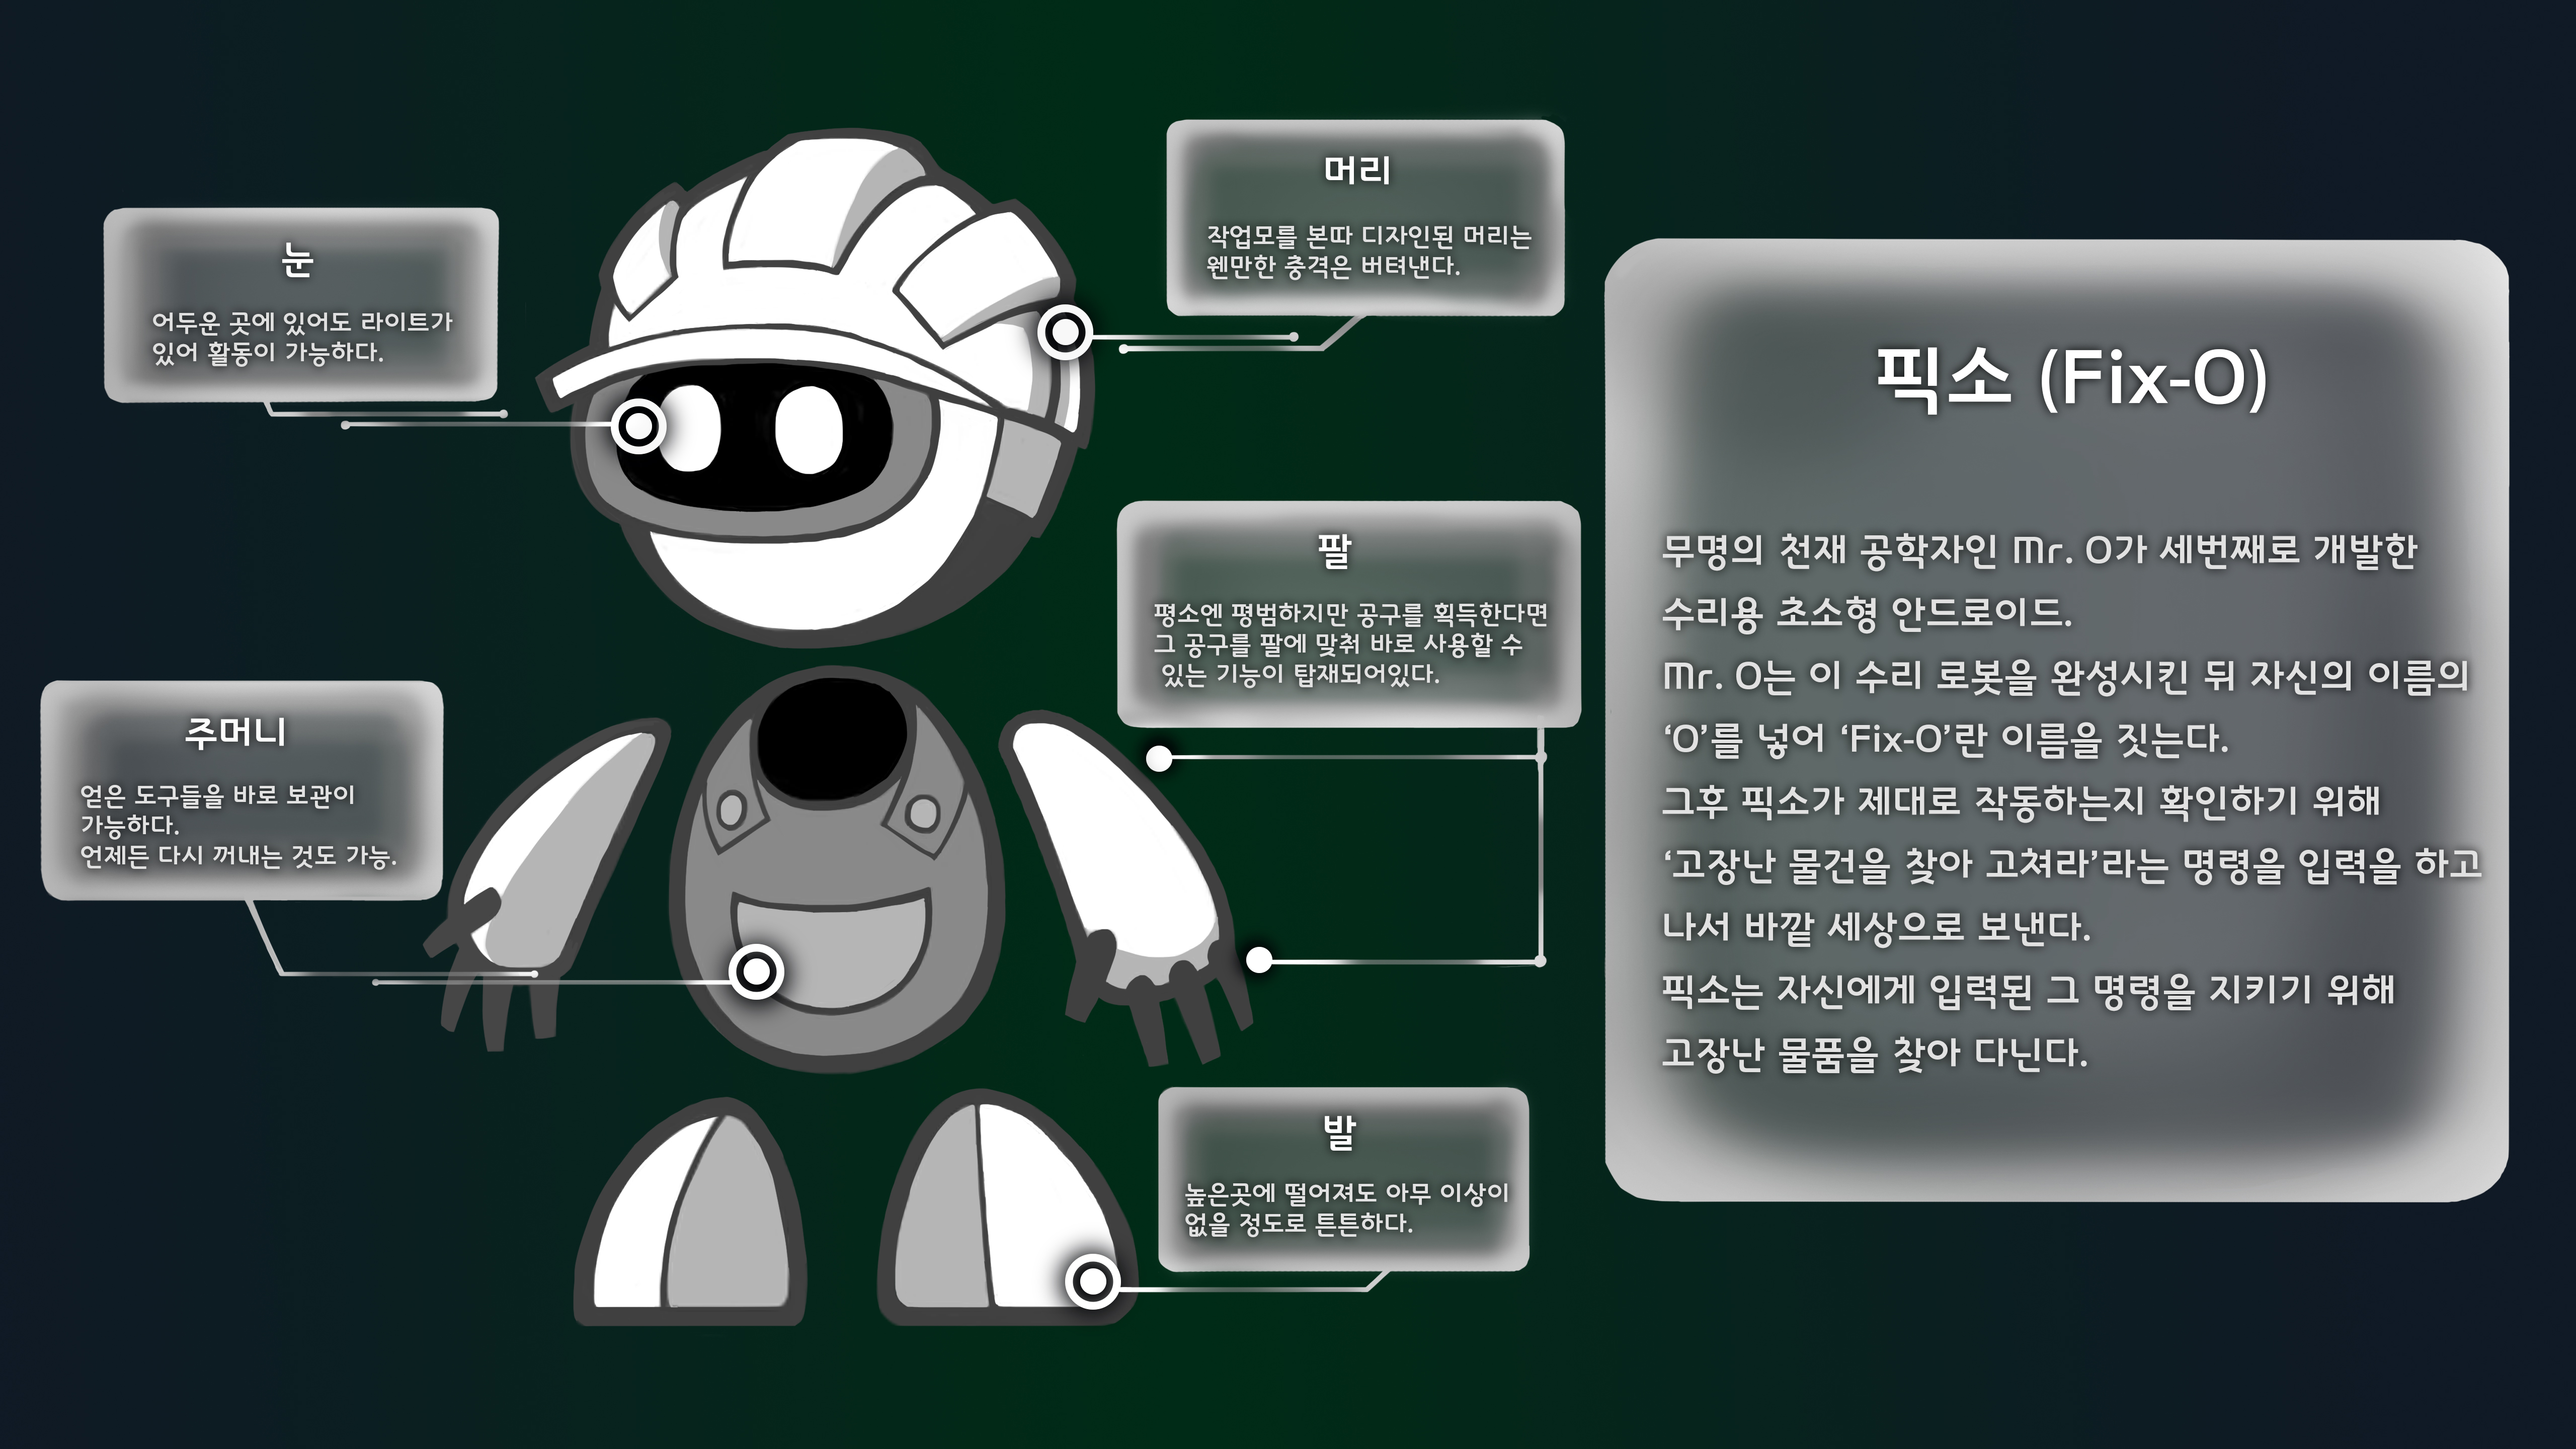 눈
어두운 곳에 있어도 라이트가
있어 활동이 가능하다.
머리
작업모를 본따 디자인된 머리는
웬만한 충격은 버텨낸다.
팔
평소엔 평범하지만 공구를 획득한다면
그 공구를 팔에 맞춰 바로 사용할 수
있는 기능이 탑재되어있다.
주머니
얻은 도구들을 바로 보관이
가능하다.
언제든 다시 꺼내는 것도 가능.
발
높은곳에 떨어져도 아무 이상이
없을 정도로 튼튼하다.
픽소 (Fix-O)
무명의 천재 공학자인 Mr. O가 세번째로 개발한
수리용 초소형 안드로이드.
Mr. O는 이 수리 로봇을 완성시킨 뒤 자신의 이름의
‘O’를 넣어 ‘Fix-O’란 이름을 짓는다.
그후 픽소가 제대로 작동하는지 확인하기 위해
‘고장난 물건을 찾아 고쳐라’라는 명령을 입력을 하고
나서 바깥 세상으로 보낸다.
픽소는 자신에게 입력된 그 명령을 지키기 위해
고장난 물품을 찾아 다닌다.